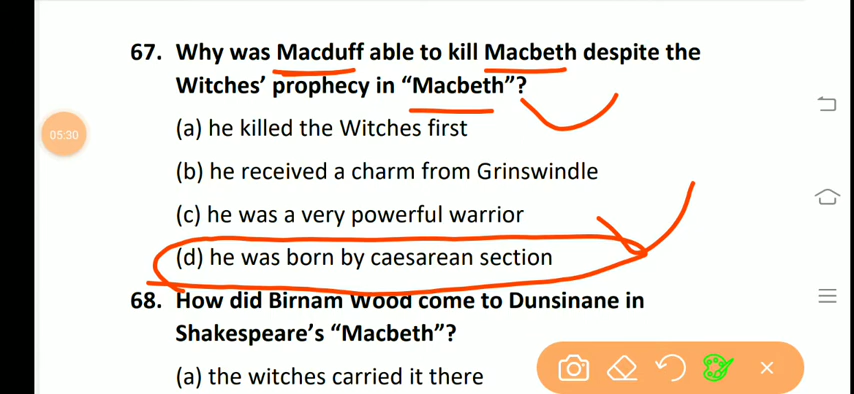 67. Why was Macduff able to kill Macbeth despite the
Witches' prophecy in “Macbeth”?
(a) he killed the Witches first
05:30
(b) he received a charm from Grinswindle
(c) he was a very powerful warrior
(d) he was born by caesarean section
68. How did Birnam Wood come to Dunsinane in
Shakespeare's “Macbeth”?
(a) the witches carried it there